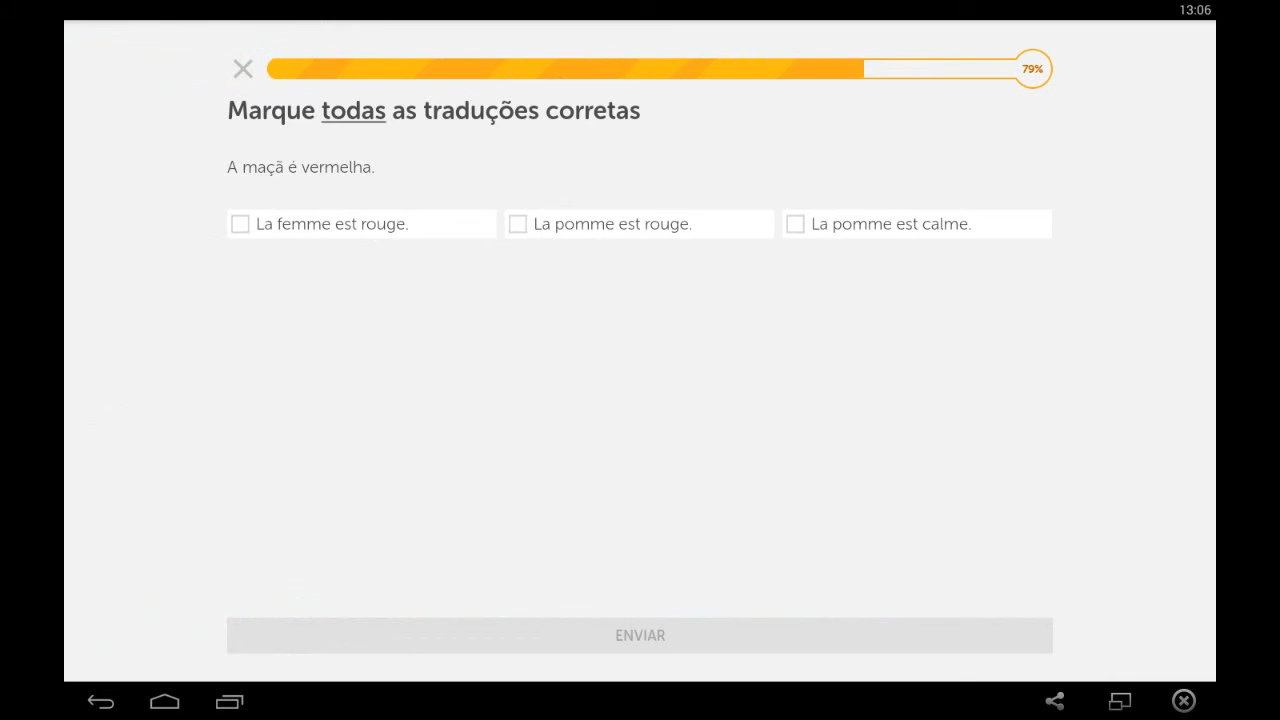 13:06
79%
Marque todas as traduções corretas
A maçã é vermelha.
La femme est rouge.
La pomme est rouge.
La pomme est calme.
ENVIAR